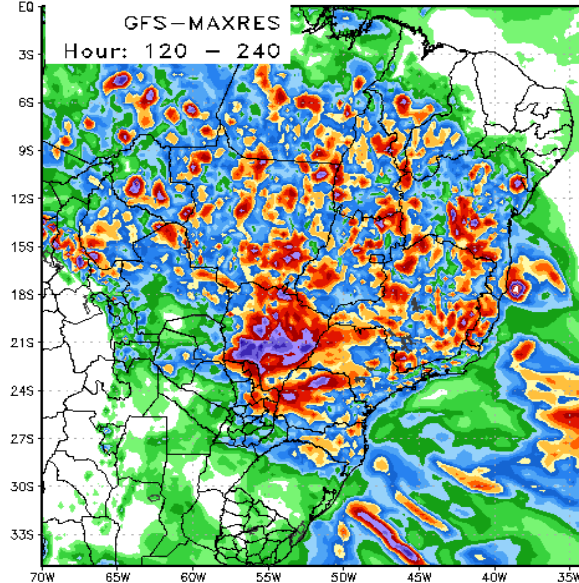 GFS-MAXRES
Hour: 120 - 240
EQ
3S
6S
9S
12S
15S
18S
21S
24S
27S
30S
33S
70W 65W 60W 55W 50W 45W 40W 35W